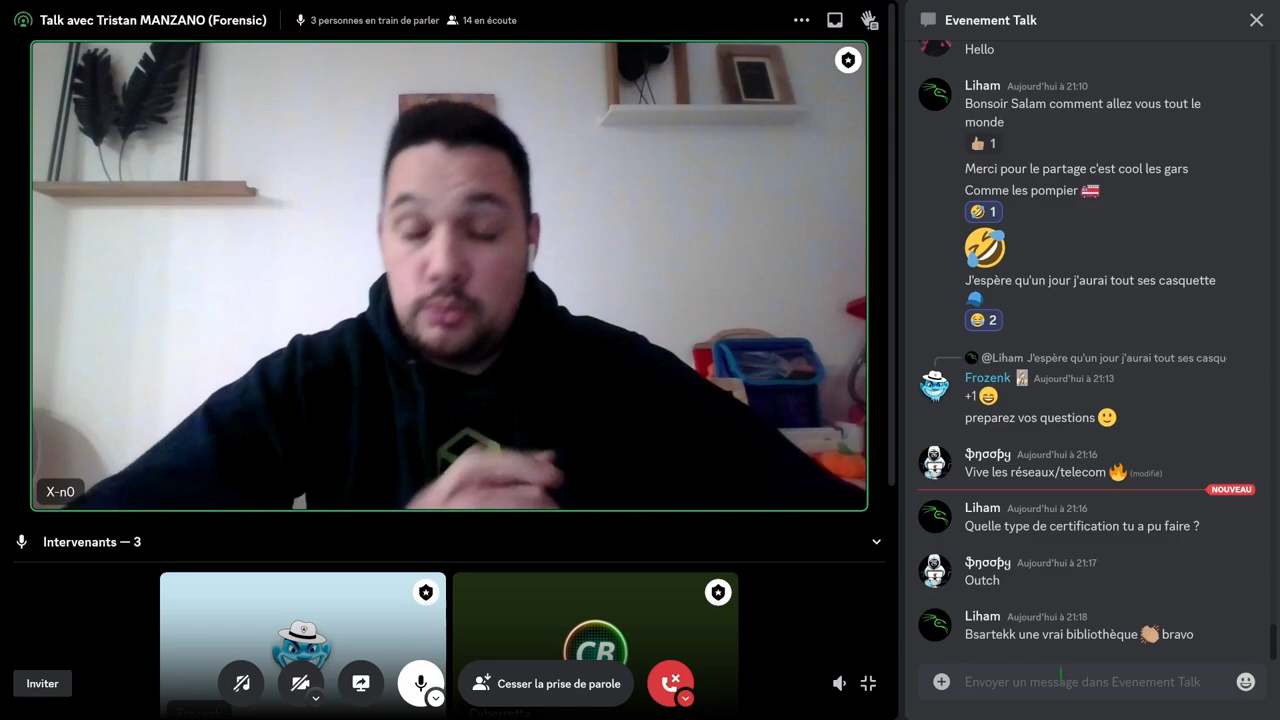 Talk avec Tristan MANZANO (Forensic)
3 personnes en train de parler
14 en écoute
X-n0
Intervenants — 3
CB
Inviter
Cesser la prise de parole
Evenement Talk
Hello
Liham Aujourd'hui à 21:10
Bonsoir Salam comment allez vous tout le
monde
👍🏼 1
Merci pour le partage c'est cool les gars
Comme les pompier 🚒
🤣 1
🤣
J'espère qu'un jour j'aurai tout ses casquette
🧢
😂 2
@Liham J'espère qu'un jour j'aurai tout ses casqu
Frozenk Aujourd'hui à 21:13
+1 😄
preparez vos questions 🙂
Aujourd'hui à 21:16
Vive les réseaux/telecom 🔥 (modifié)
NOUVEAU
Liham Aujourd'hui à 21:16
Quelle type de certification tu a pu faire ?
Aujourd'hui à 21:17
Outch
Liham Aujourd'hui à 21:18
Bsartekk une vrai bibliothèque 👏🏼 bravo
Envoyer un message dans Evenement Talk